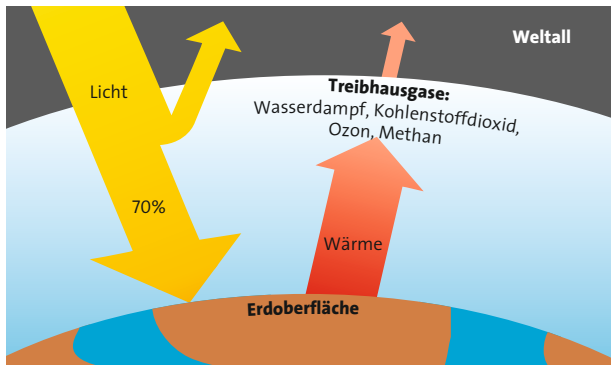 Weltall
Licht
Treibhausgase:
Wasserdampf, Kohlenstoffdioxid,
Ozon, Methan
70%
Wärme
Erdoberfläche